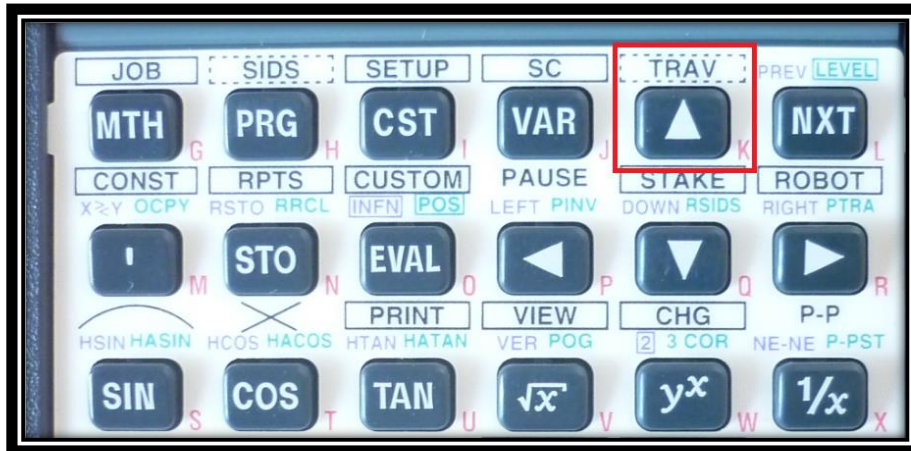 JOB SIDS SETUP SC TRAV PREV LEVEL
MTH PRG CST VAR NXT
G H I J K L
CONST RPTS CUSTOM PAUSE STAKE ROBOT
X≷Y OCPY RSTO RRCL INFN POS LEFT PINV DOWN RSIDS RIGHT PTRA
' STO EVAL
M N O P Q R
PRINT VIEW CHG P-P
HSIN HASIN HCOS HACOS HTAN HATAN VER POG 2 3 COR NE-NE P-PST
SIN COS TAN √x yˣ 1/x
S T U V W X